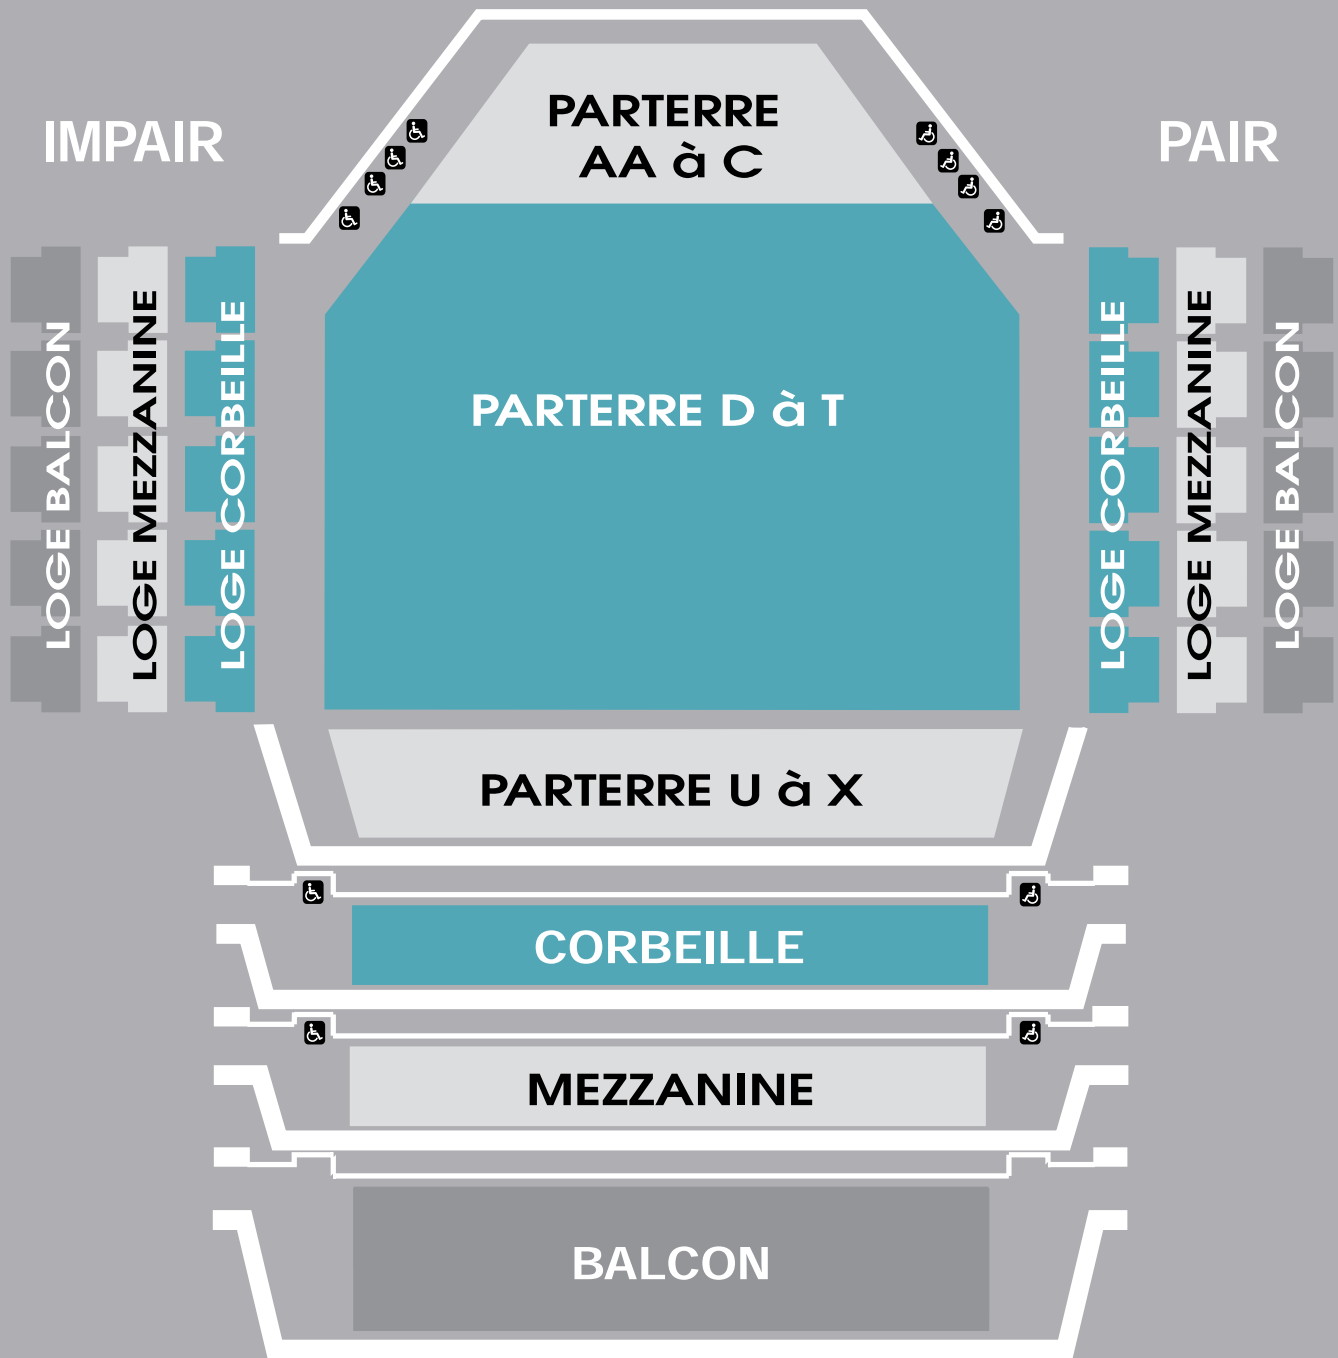 PARTERRE
AA à C
IMPAIR
PAIR
LOGE BALCON
LOGE MEZZANINE
LOGE CORBEILLE
PARTERRE D à T
LOGE CORBEILLE
LOGE MEZZANINE
LOGE BALCON
PARTERRE U à X
CORBEILLE
MEZZANINE
BALCON